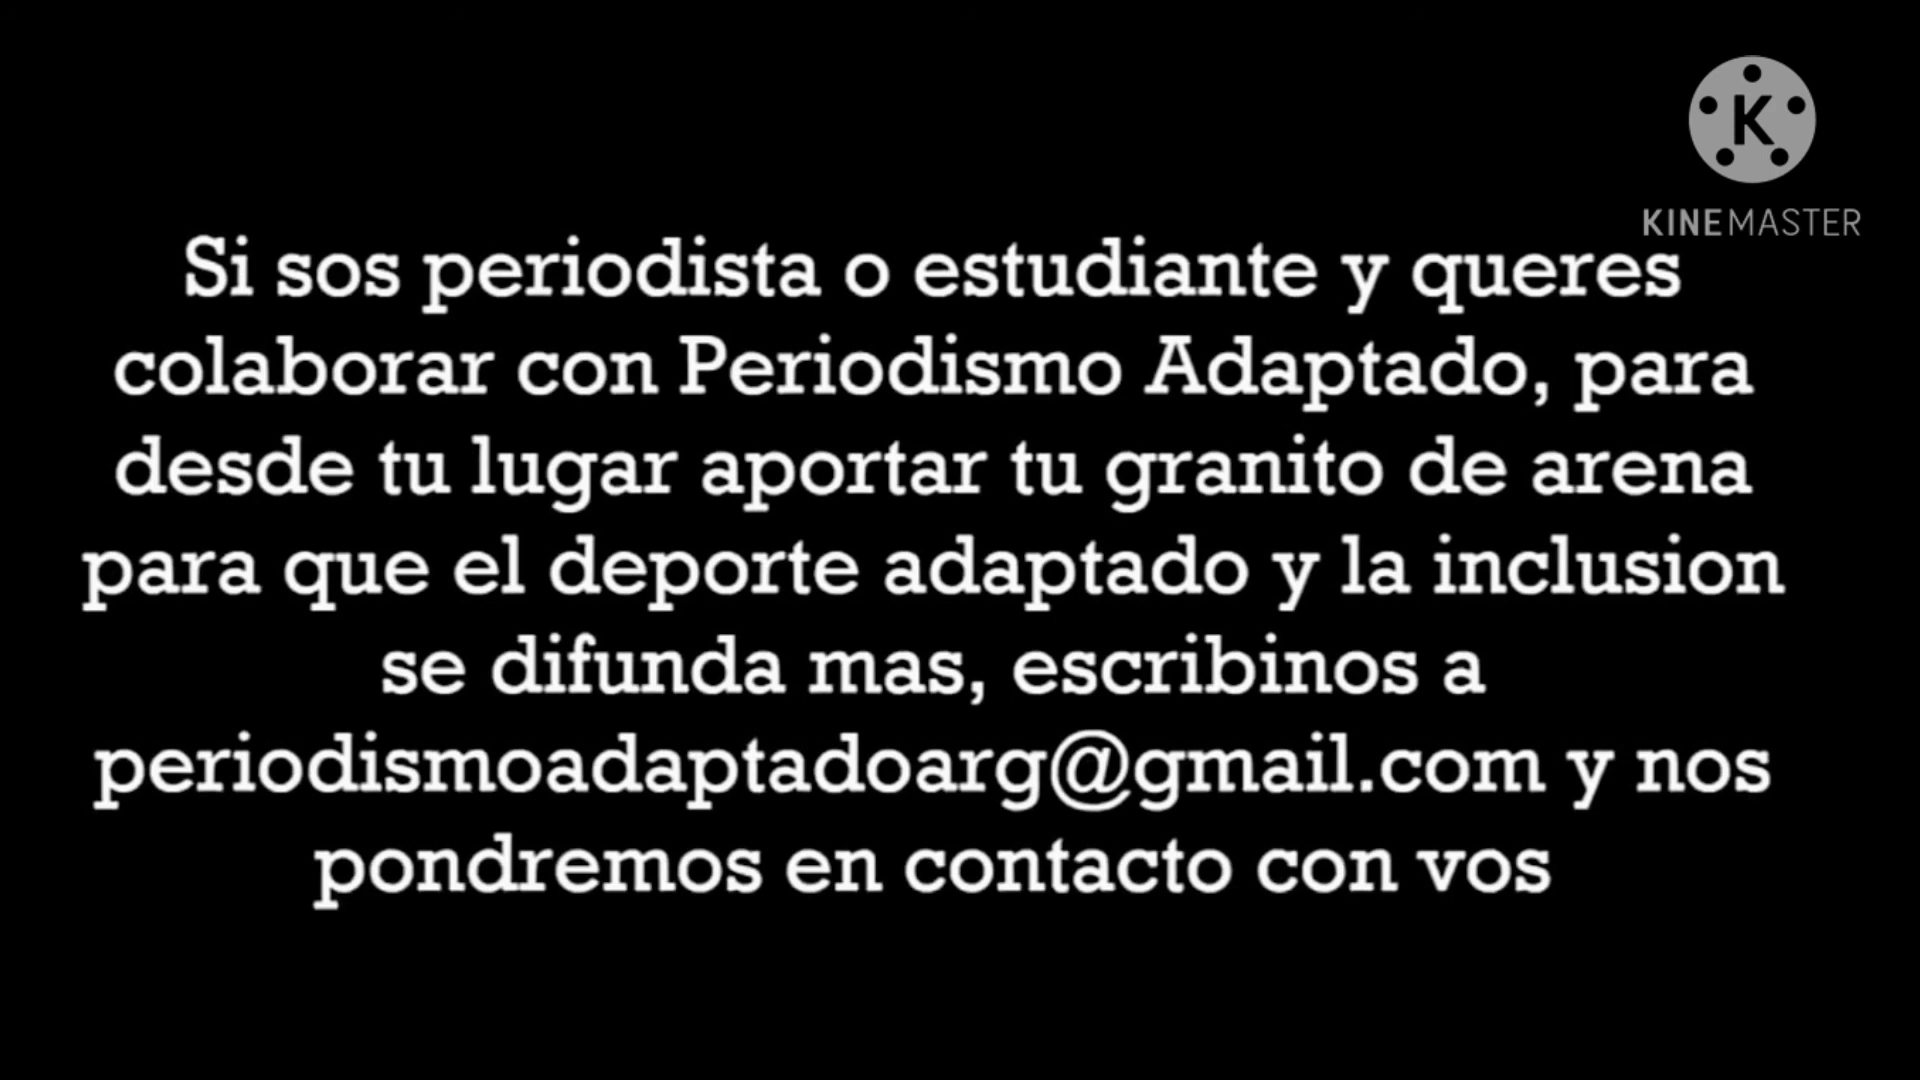 K
KINEMASTER
Si sos periodista o estudiante y queres
colaborar con Periodismo Adaptado, para
desde tu lugar aportar tu granito de arena
para que el deporte adaptado y la inclusion
se difunda mas, escribinos a
periodismoadaptadoarg@gmail.com y nos
pondremos en contacto con vos